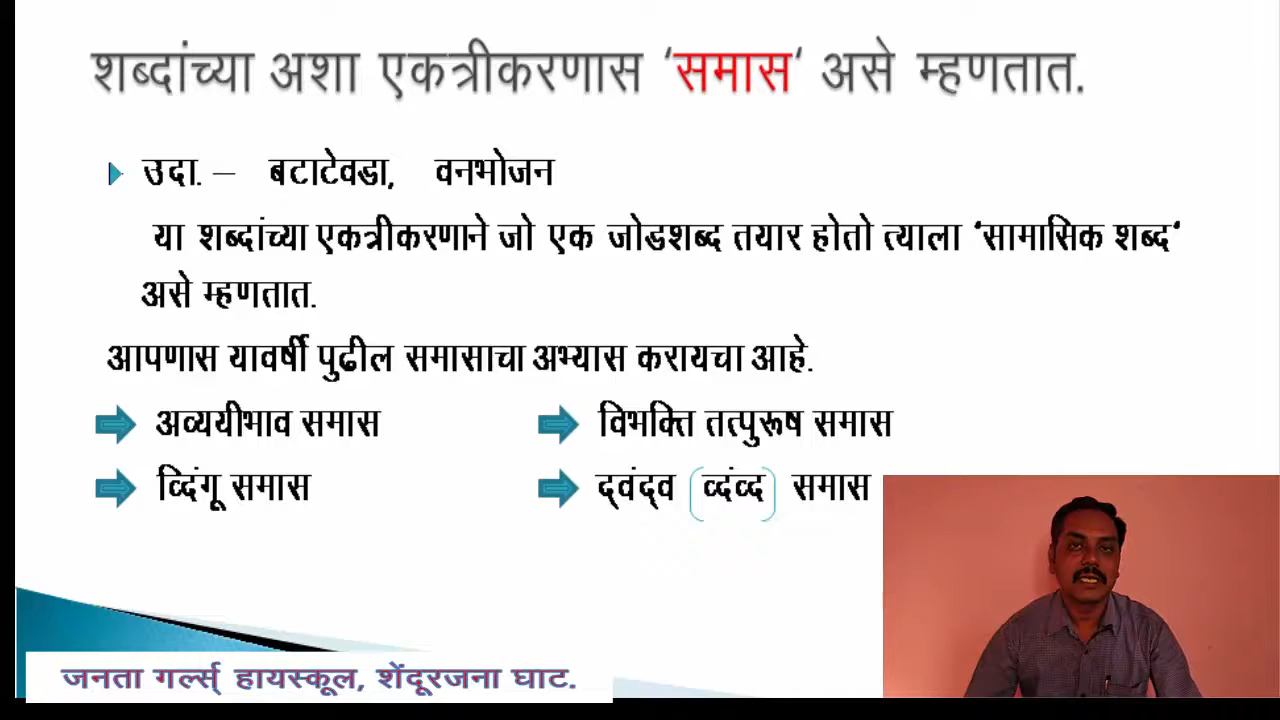 शब्दांच्या अशा एकत्रीकरणास ‘समास‘ असे म्हणतात.
उदा. – बटाटेवडा, वनभोजन
या शब्दांच्या एकत्रीकरणाने जो एक जोडशब्द तयार होतो त्याला ‘सामासिक शब्द‘
असे म्हणतात.
आपणास यावर्षी पुढील समासाचा अभ्यास करायचा आहे.
अव्ययीभाव समास विभक्ति तत्पुरूष समास
व्दिंगू समास द्वंद्व (व्दंव्द) समास
जनता गर्ल्स् हायस्कूल, शेंदूरजना घाट.